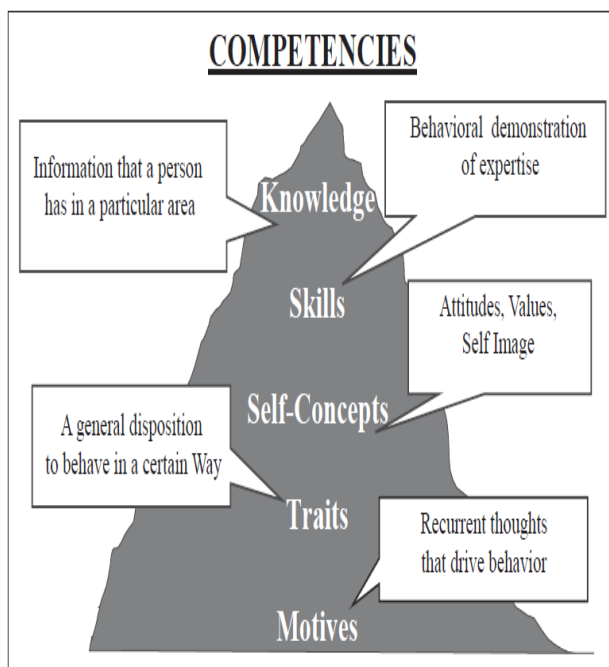 COMPETENCIES
Behavioral demonstration
of expertise
Information that a person
has in a particular area
Knowledge
Skills
Attitudes, Values,
Self Image
Self-Concepts
A general disposition
to behave in a certain Way
Traits
Recurrent thoughts
that drive behavior
Motives